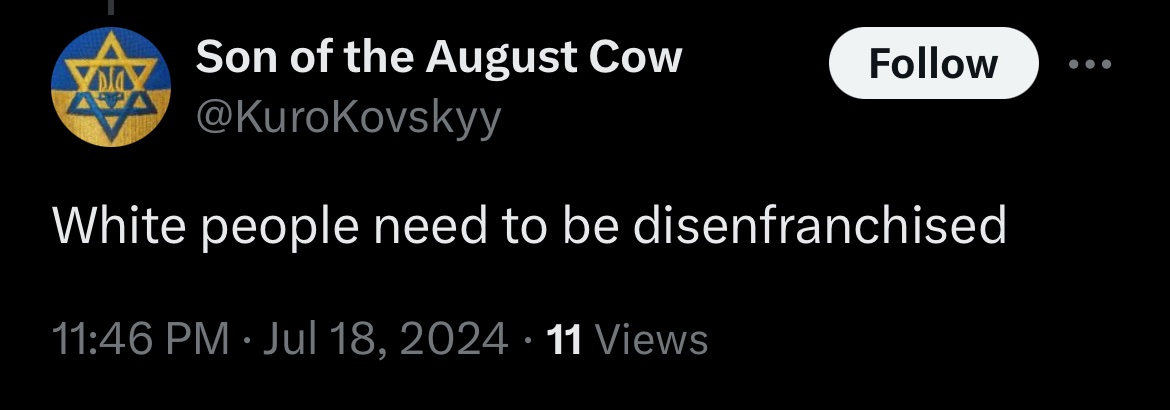 Son of the August Cow
Follow
@KuroKovskyy
White people need to be disenfranchised
11:46 PM · Jul 18, 2024 · 11 Views